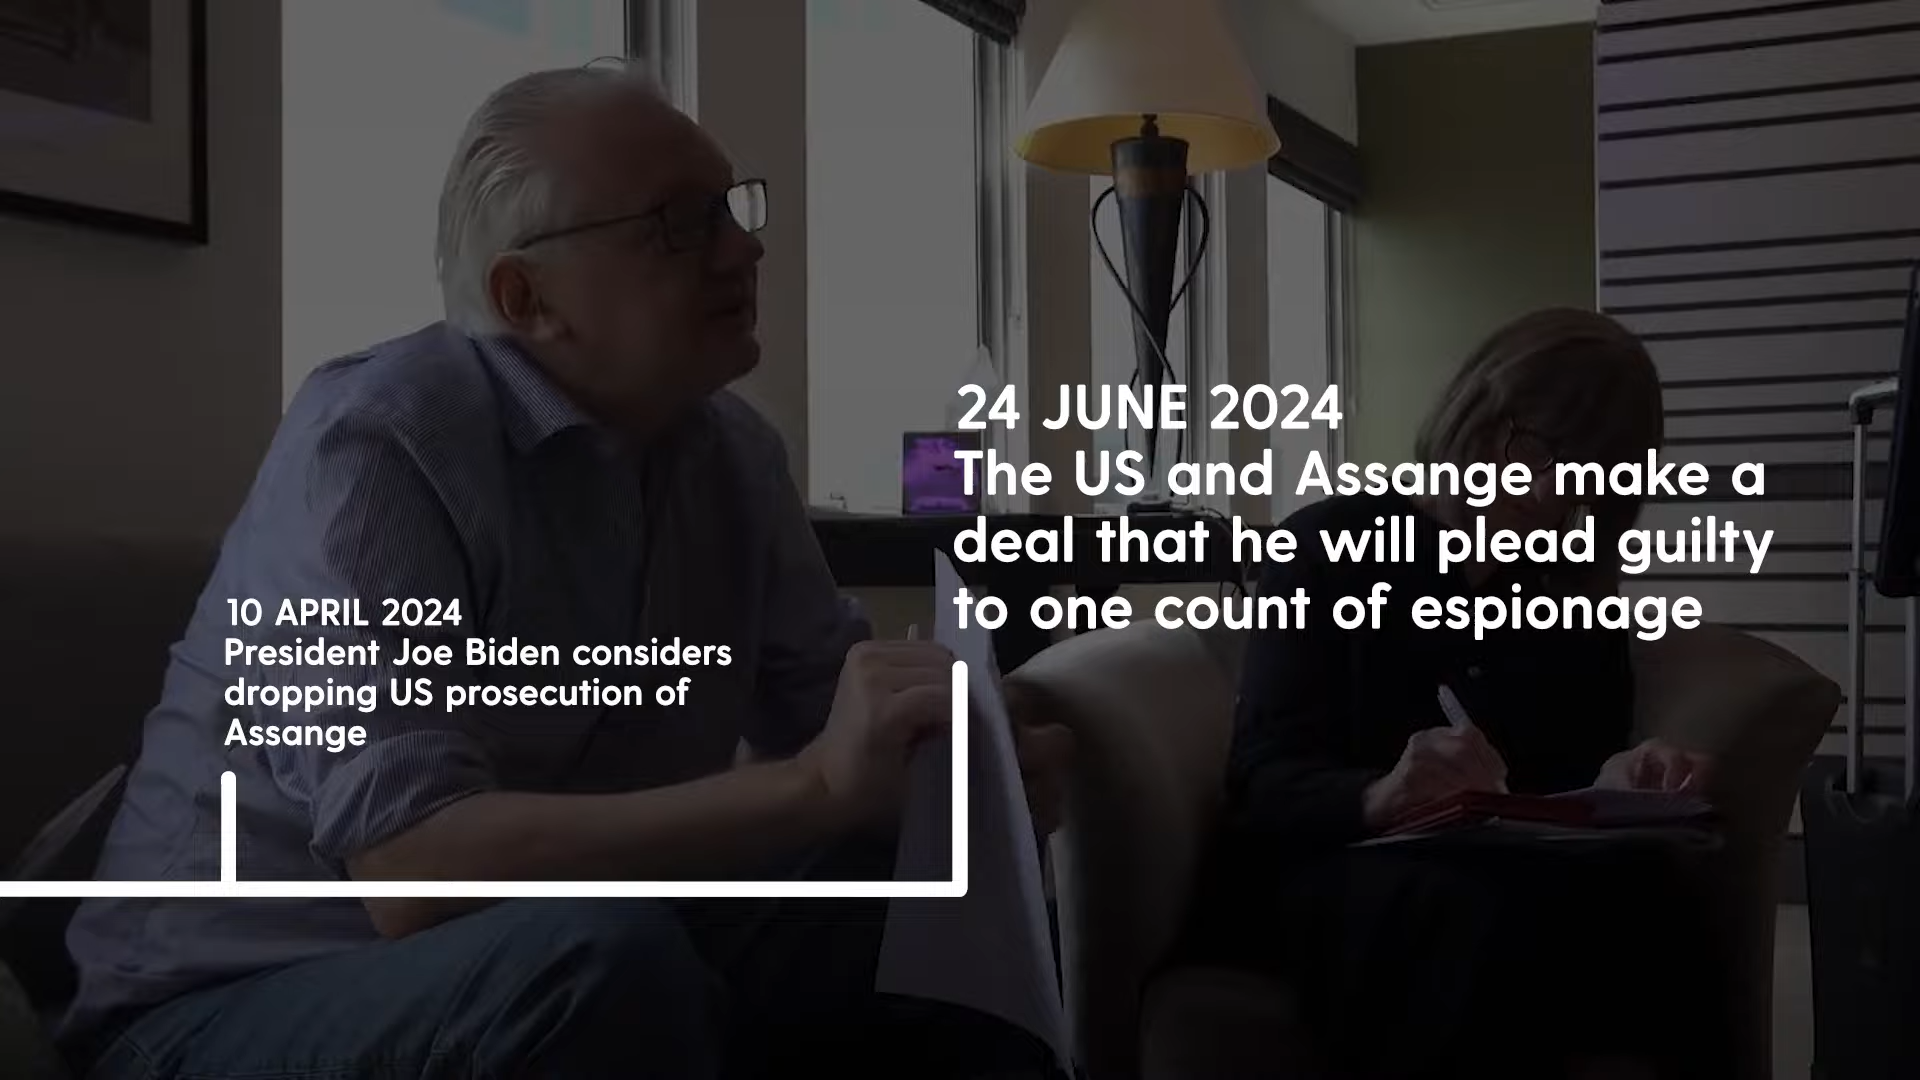 10 APRIL 2024
President Joe Biden considers
dropping US prosecution of
Assange
24 JUNE 2024
The US and Assange make a
deal that he will plead guilty
to one count of espionage